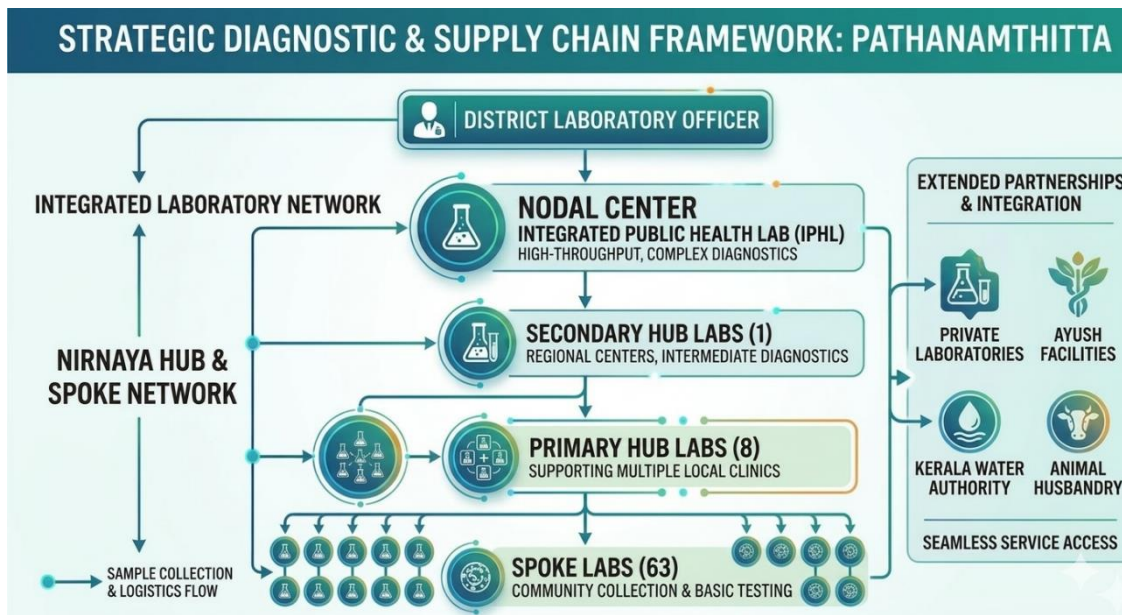 STRATEGIC DIAGNOSTIC & SUPPLY CHAIN FRAMEWORK: PATHANAMTHITTA
DISTRICT LABORATORY OFFICER
INTEGRATED LABORATORY NETWORK
NIRNAYA HUB &
SPOKE NETWORK
SAMPLE COLLECTION
& LOGISTICS FLOW
NODAL CENTER
INTEGRATED PUBLIC HEALTH LAB (IPHL)
HIGH-THROUGHPUT, COMPLEX DIAGNOSTICS
SECONDARY HUB LABS (1)
REGIONAL CENTERS, INTERMEDIATE DIAGNOSTICS
PRIMARY HUB LABS (8)
SUPPORTING MULTIPLE LOCAL CLINICS
SPOKE LABS (63)
COMMUNITY COLLECTION & BASIC TESTING
EXTENDED PARTNERSHIPS
& INTEGRATION
PRIVATE
LABORATORIES
AYUSH
FACILITIES
KERALA WATER
AUTHORITY
ANIMAL
HUSBANDRY
SEAMLESS SERVICE ACCESS